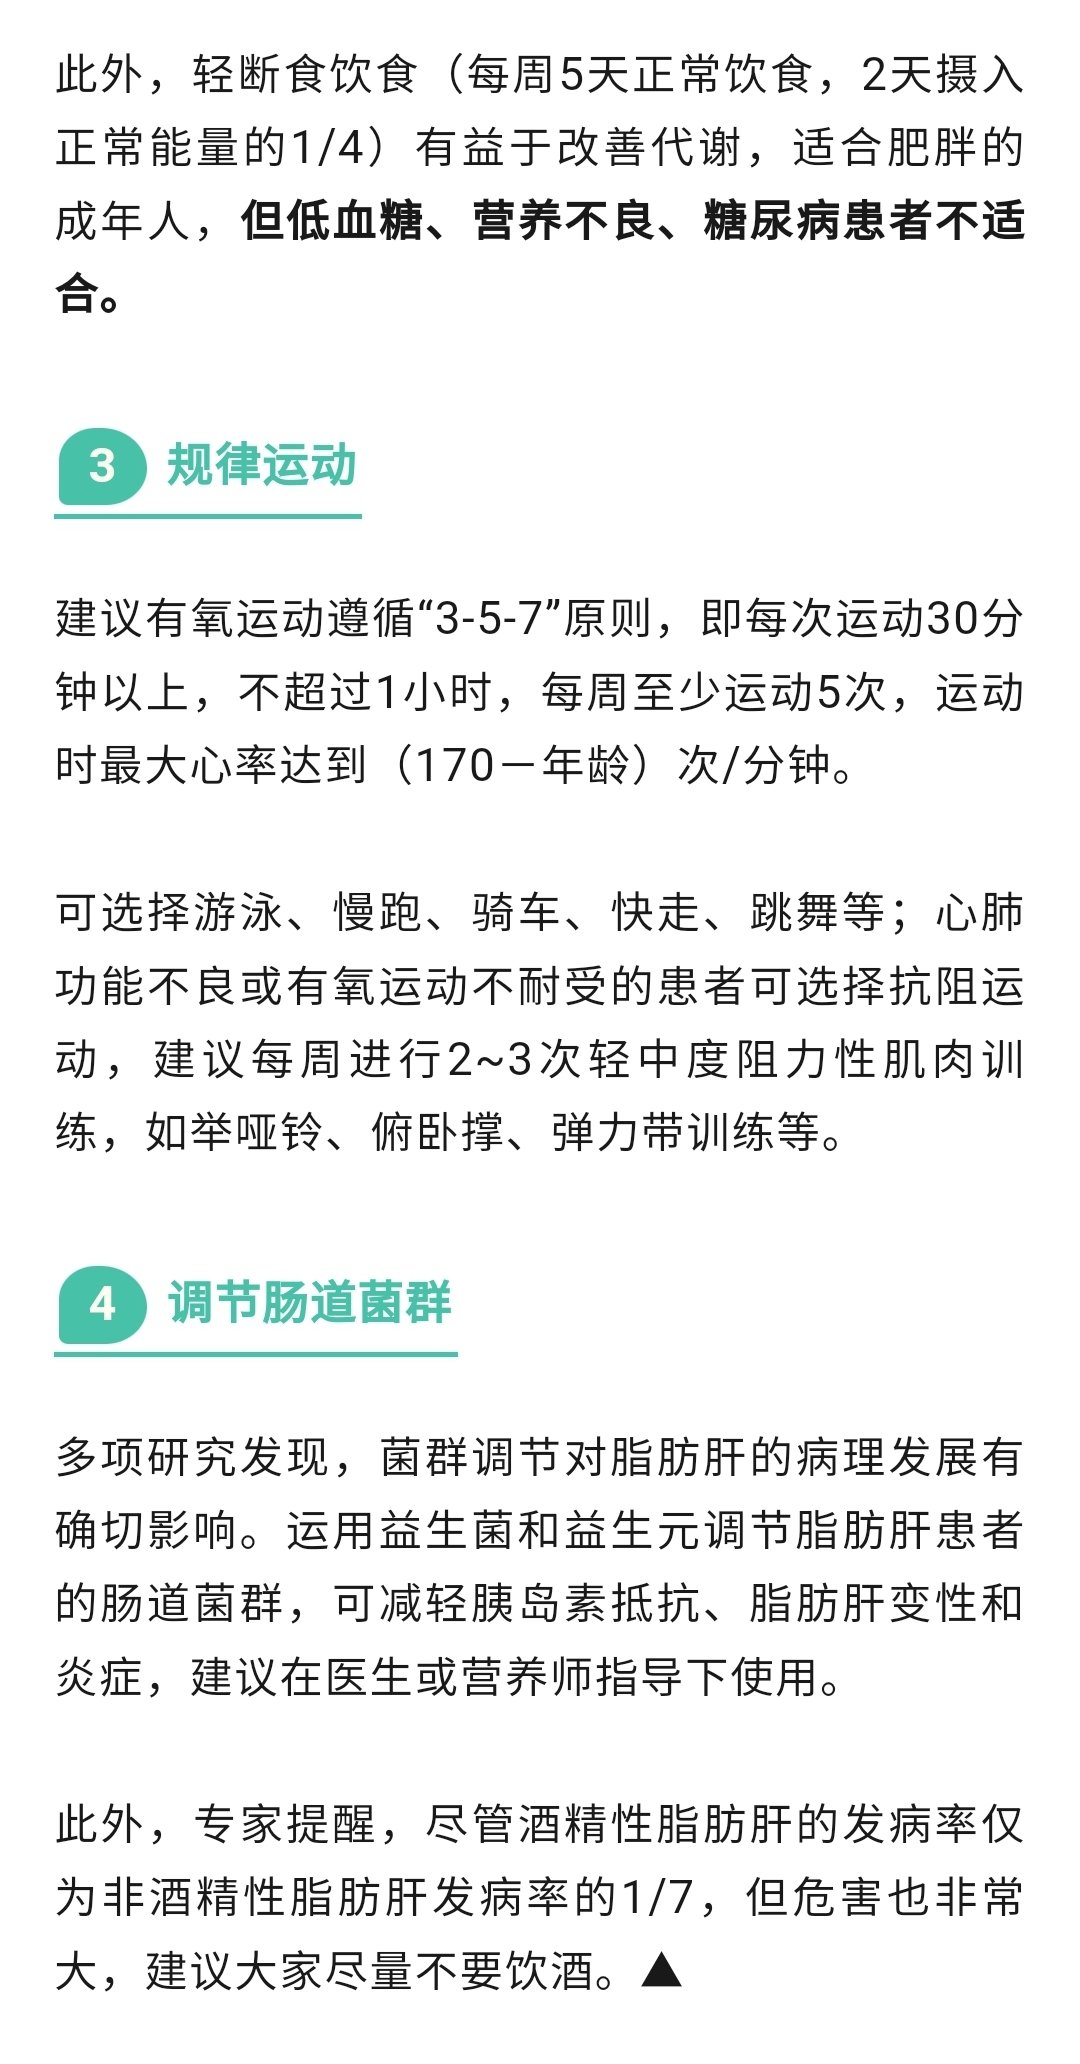 此外，轻断食饮食（每周5天正常饮食，2天摄入
正常能量的1/4）有益于改善代谢，适合肥胖的
成年人，但低血糖、营养不良、糖尿病患者不适
合。
3 规律运动
建议有氧运动遵循“3-5-7”原则，即每次运动30分
钟以上，不超过1小时，每周至少运动5次，运动
时最大心率达到（170－年龄）次/分钟。
可选择游泳、慢跑、骑车、快走、跳舞等；心肺
功能不良或有氧运动不耐受的患者可选择抗阻运
动，建议每周进行2~3次轻中度阻力性肌肉训
练，如举哑铃、俯卧撑、弹力带训练等。
4 调节肠道菌群
多项研究发现，菌群调节对脂肪肝的病理发展有
确切影响。运用益生菌和益生元调节脂肪肝患者
的肠道菌群，可减轻胰岛素抵抗、脂肪肝变性和
炎症，建议在医生或营养师指导下使用。
此外，专家提醒，尽管酒精性脂肪肝的发病率仅
为非酒精性脂肪肝发病率的1/7，但危害也非常
大，建议大家尽量不要饮酒。▲